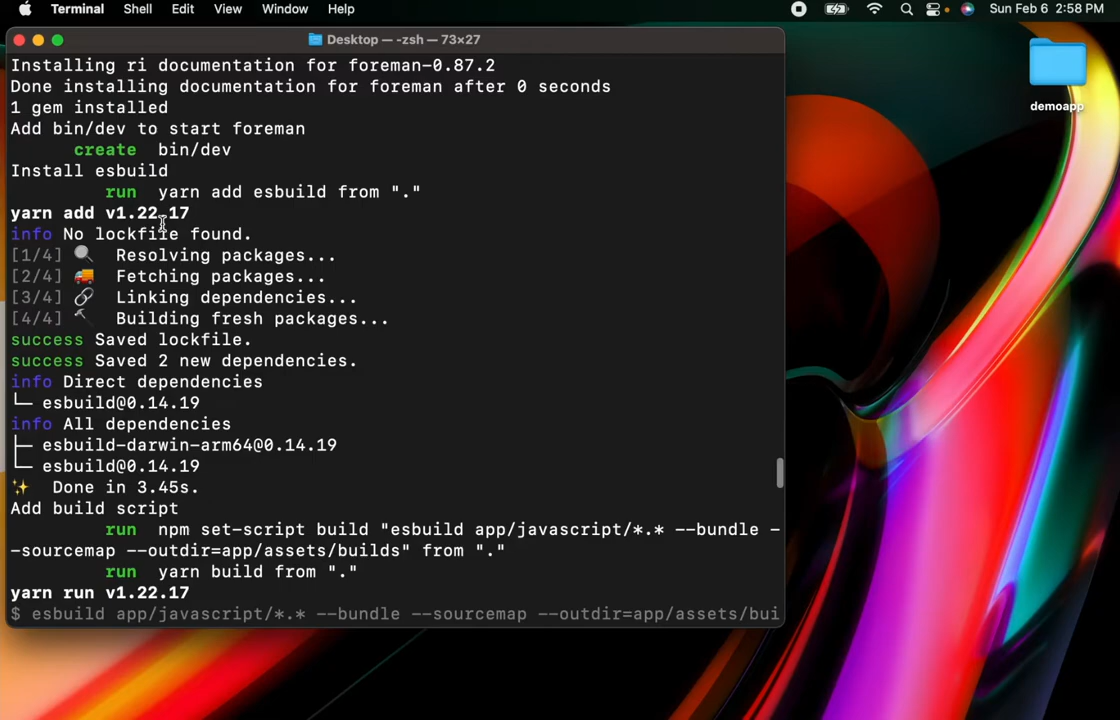 Terminal Shell Edit View Window Help Sun Feb 6 2:58 PM
Desktop — -zsh — 73×27
demoapp
Installing ri documentation for foreman-0.87.2
Done installing documentation for foreman after 0 seconds
1 gem installed
Add bin/dev to start foreman
create bin/dev
Install esbuild
run yarn add esbuild from "."
yarn add v1.22.17
info No lockfile found.
[1/4] 🔍 Resolving packages...
[2/4] 🚚 Fetching packages...
[3/4] 🔗 Linking dependencies...
[4/4] 🔨 Building fresh packages...
success Saved lockfile.
success Saved 2 new dependencies.
info Direct dependencies
└─ esbuild@0.14.19
info All dependencies
├─ esbuild-darwin-arm64@0.14.19
└─ esbuild@0.14.19
✨ Done in 3.45s.
Add build script
run npm set-script build "esbuild app/javascript/*.* --bundle -
-sourcemap --outdir=app/assets/builds" from "."
run yarn build from "."
yarn run v1.22.17
$ esbuild app/javascript/*.* --bundle --sourcemap --outdir=app/assets/bui